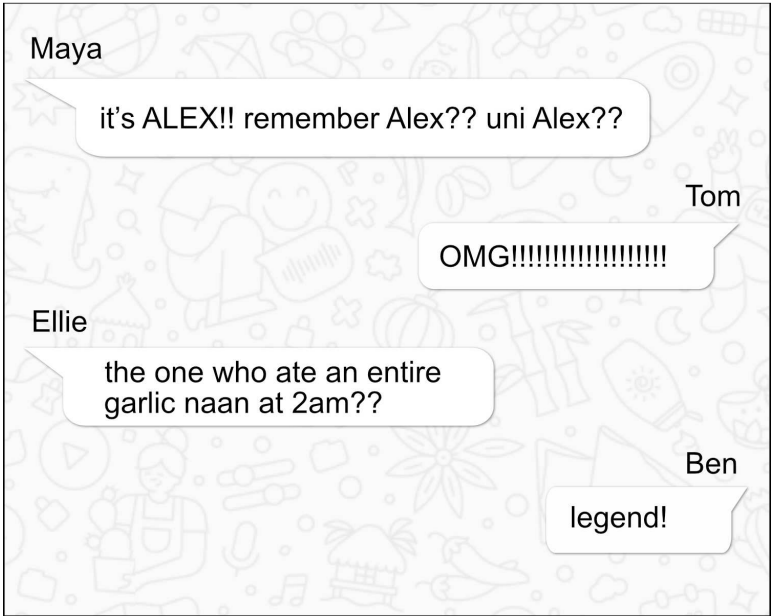 Maya
it’s ALEX!! remember Alex?? uni Alex??
Tom
OMG!!!!!!!!!!!!!!!!!!!
Ellie
the one who ate an entire
garlic naan at 2am??
Ben
legend!